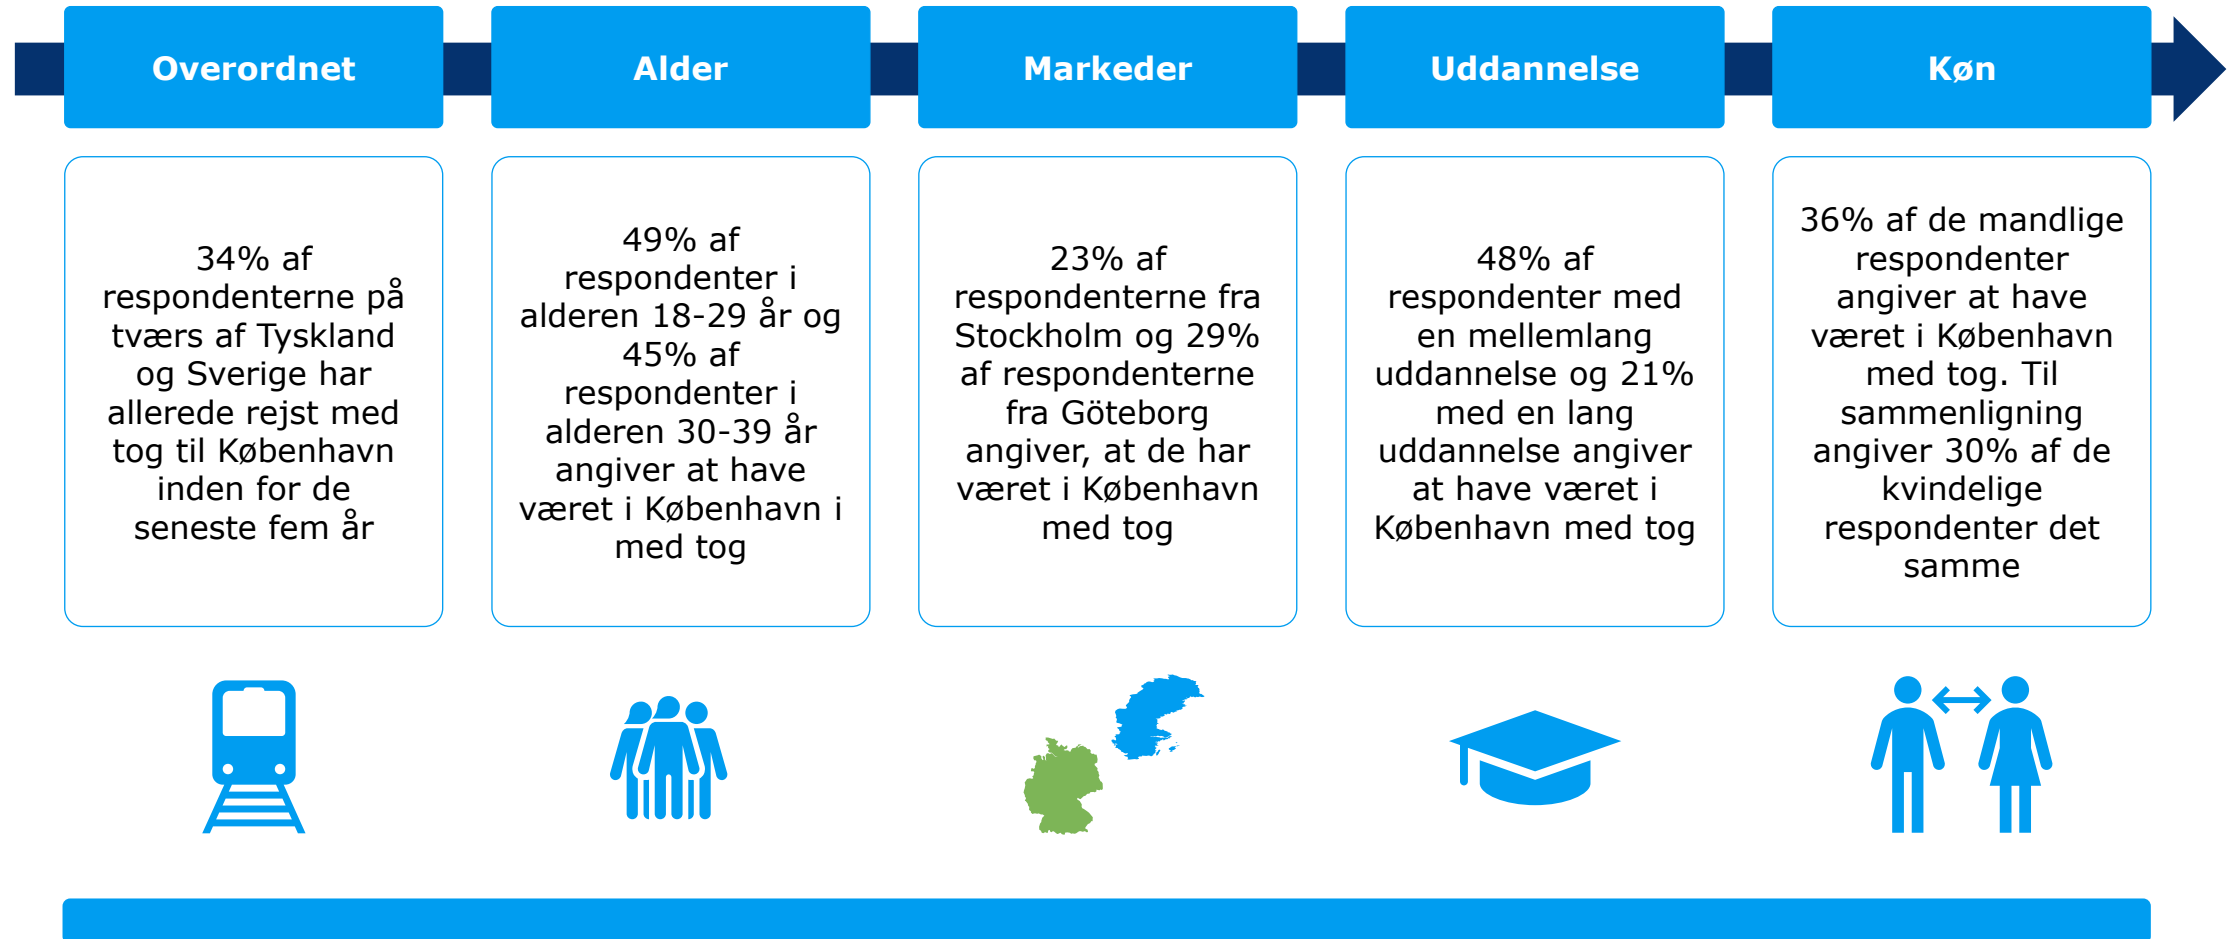 Overordnet
Alder
Markeder
Uddannelse
Køn
34% af
respondenterne på
tværs af Tyskland
og Sverige har
allerede rejst med
tog til København
inden for de
seneste fem år
49% af
respondenter i
alderen 18-29 år og
45% af
respondenter i
alderen 30-39 år
angiver at have
været i København i
med tog
23% af
respondenterne fra
Stockholm og 29%
af respondenterne
fra Göteborg
angiver, at de har
været i København
med tog
48% af
respondenter med
en mellemlang
uddannelse og 21%
med en lang
uddannelse angiver
at have været i
København med tog
36% af de mandlige
respondenter
angiver at have
været i København
med tog. Til
sammenligning
angiver 30% af de
kvindelige
respondenter det
samme